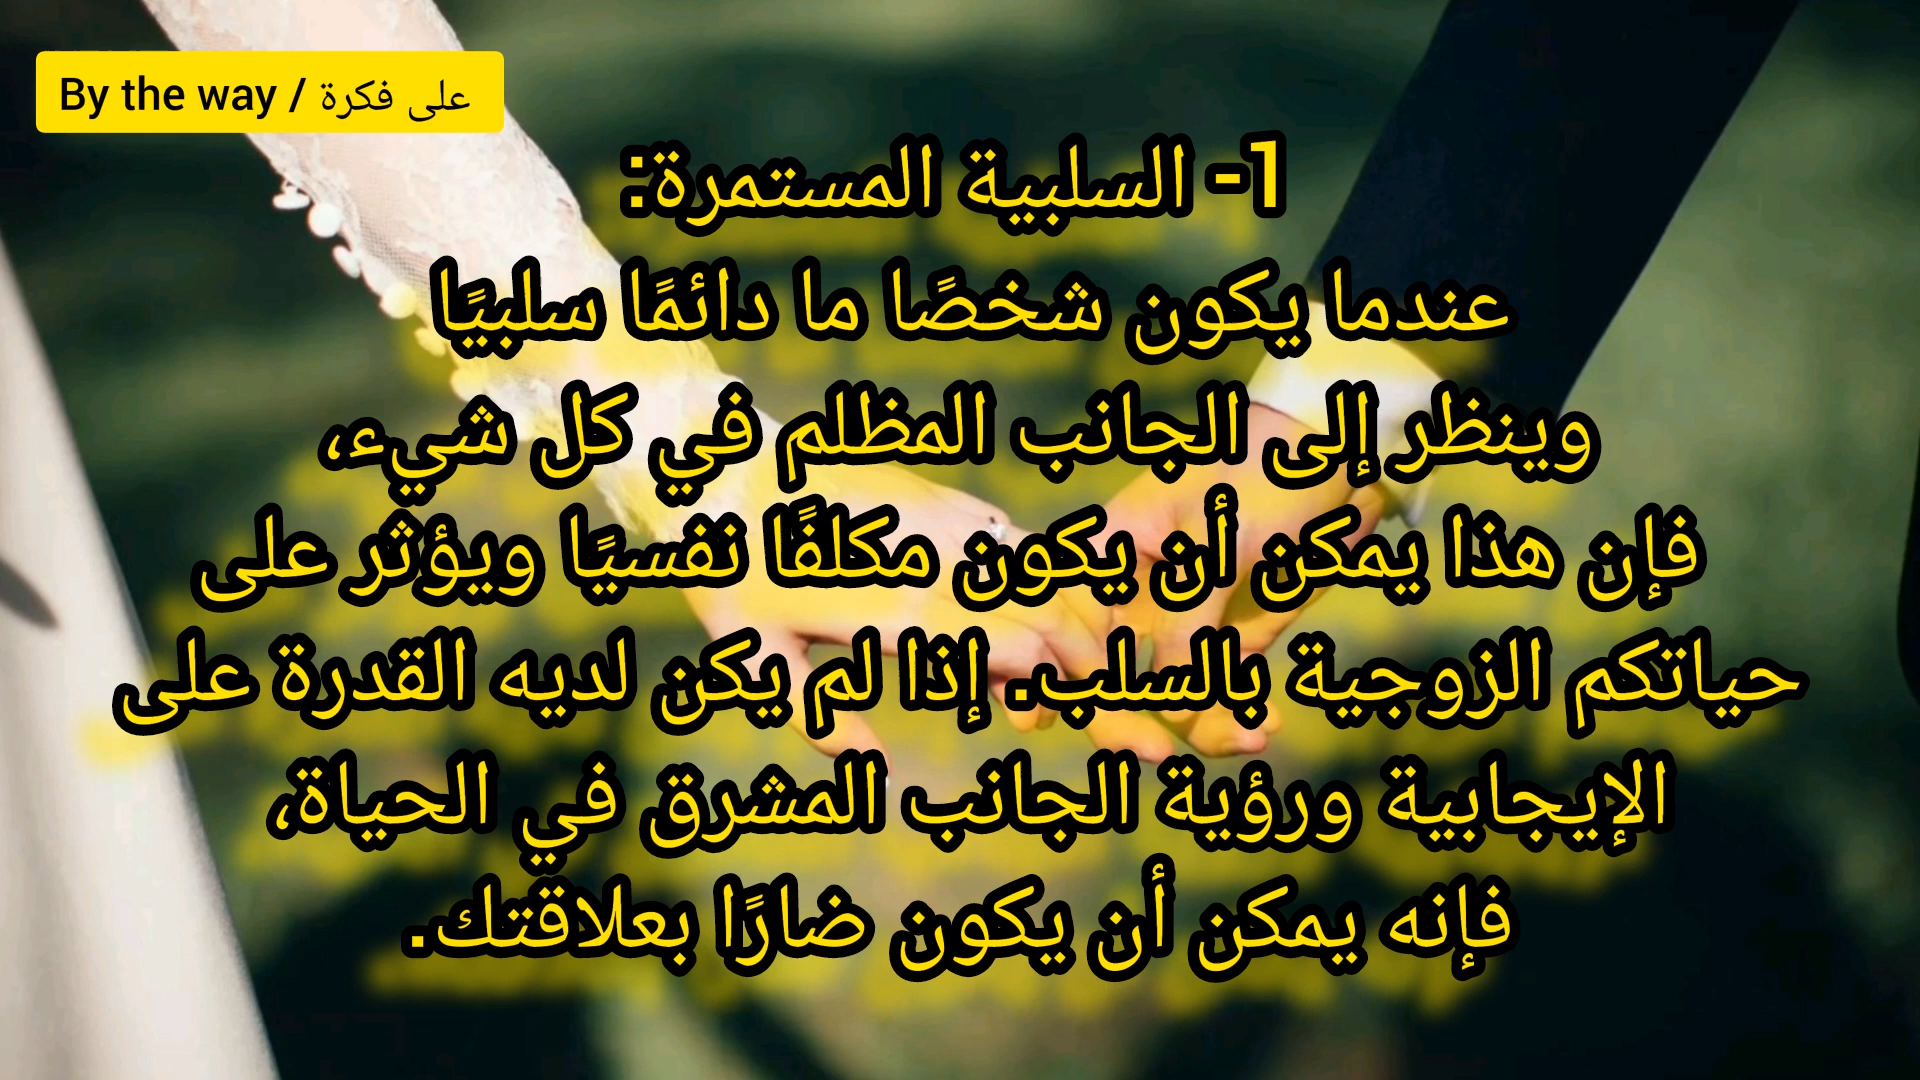 By the way / على فكرة
1- السلبية المستمرة:
عندما يكون شخصًا ما دائمًا سلبيًا
وينظر إلى الجانب المظلم في كل شيء،
فإن هذا يمكن أن يكون مكلفًا نفسيًا ويؤثر على
حياتكم الزوجية بالسلب. إذا لم يكن لديه القدرة على
الإيجابية ورؤية الجانب المشرق في الحياة،
فإنه يمكن أن يكون ضارًا بعلاقتك.